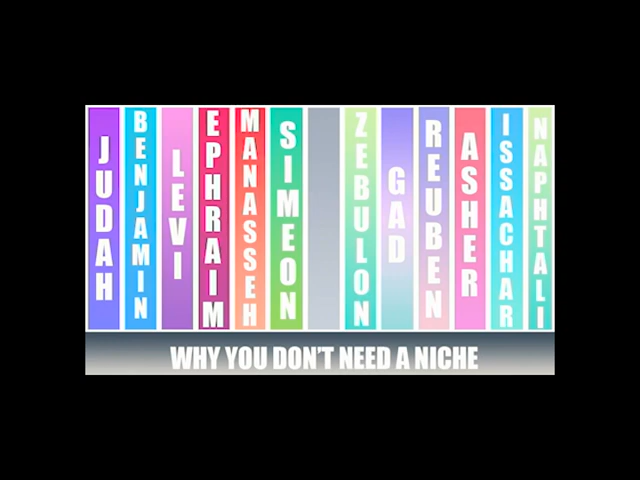 JUDAH
BENJAMIN
LEVI
EPHRAIM
MANASSEH
SIMEON
ZEBULON
GAD
REUBEN
ASHER
ISSACHAR
NAPHTALI
WHY YOU DON'T NEED A NICHE